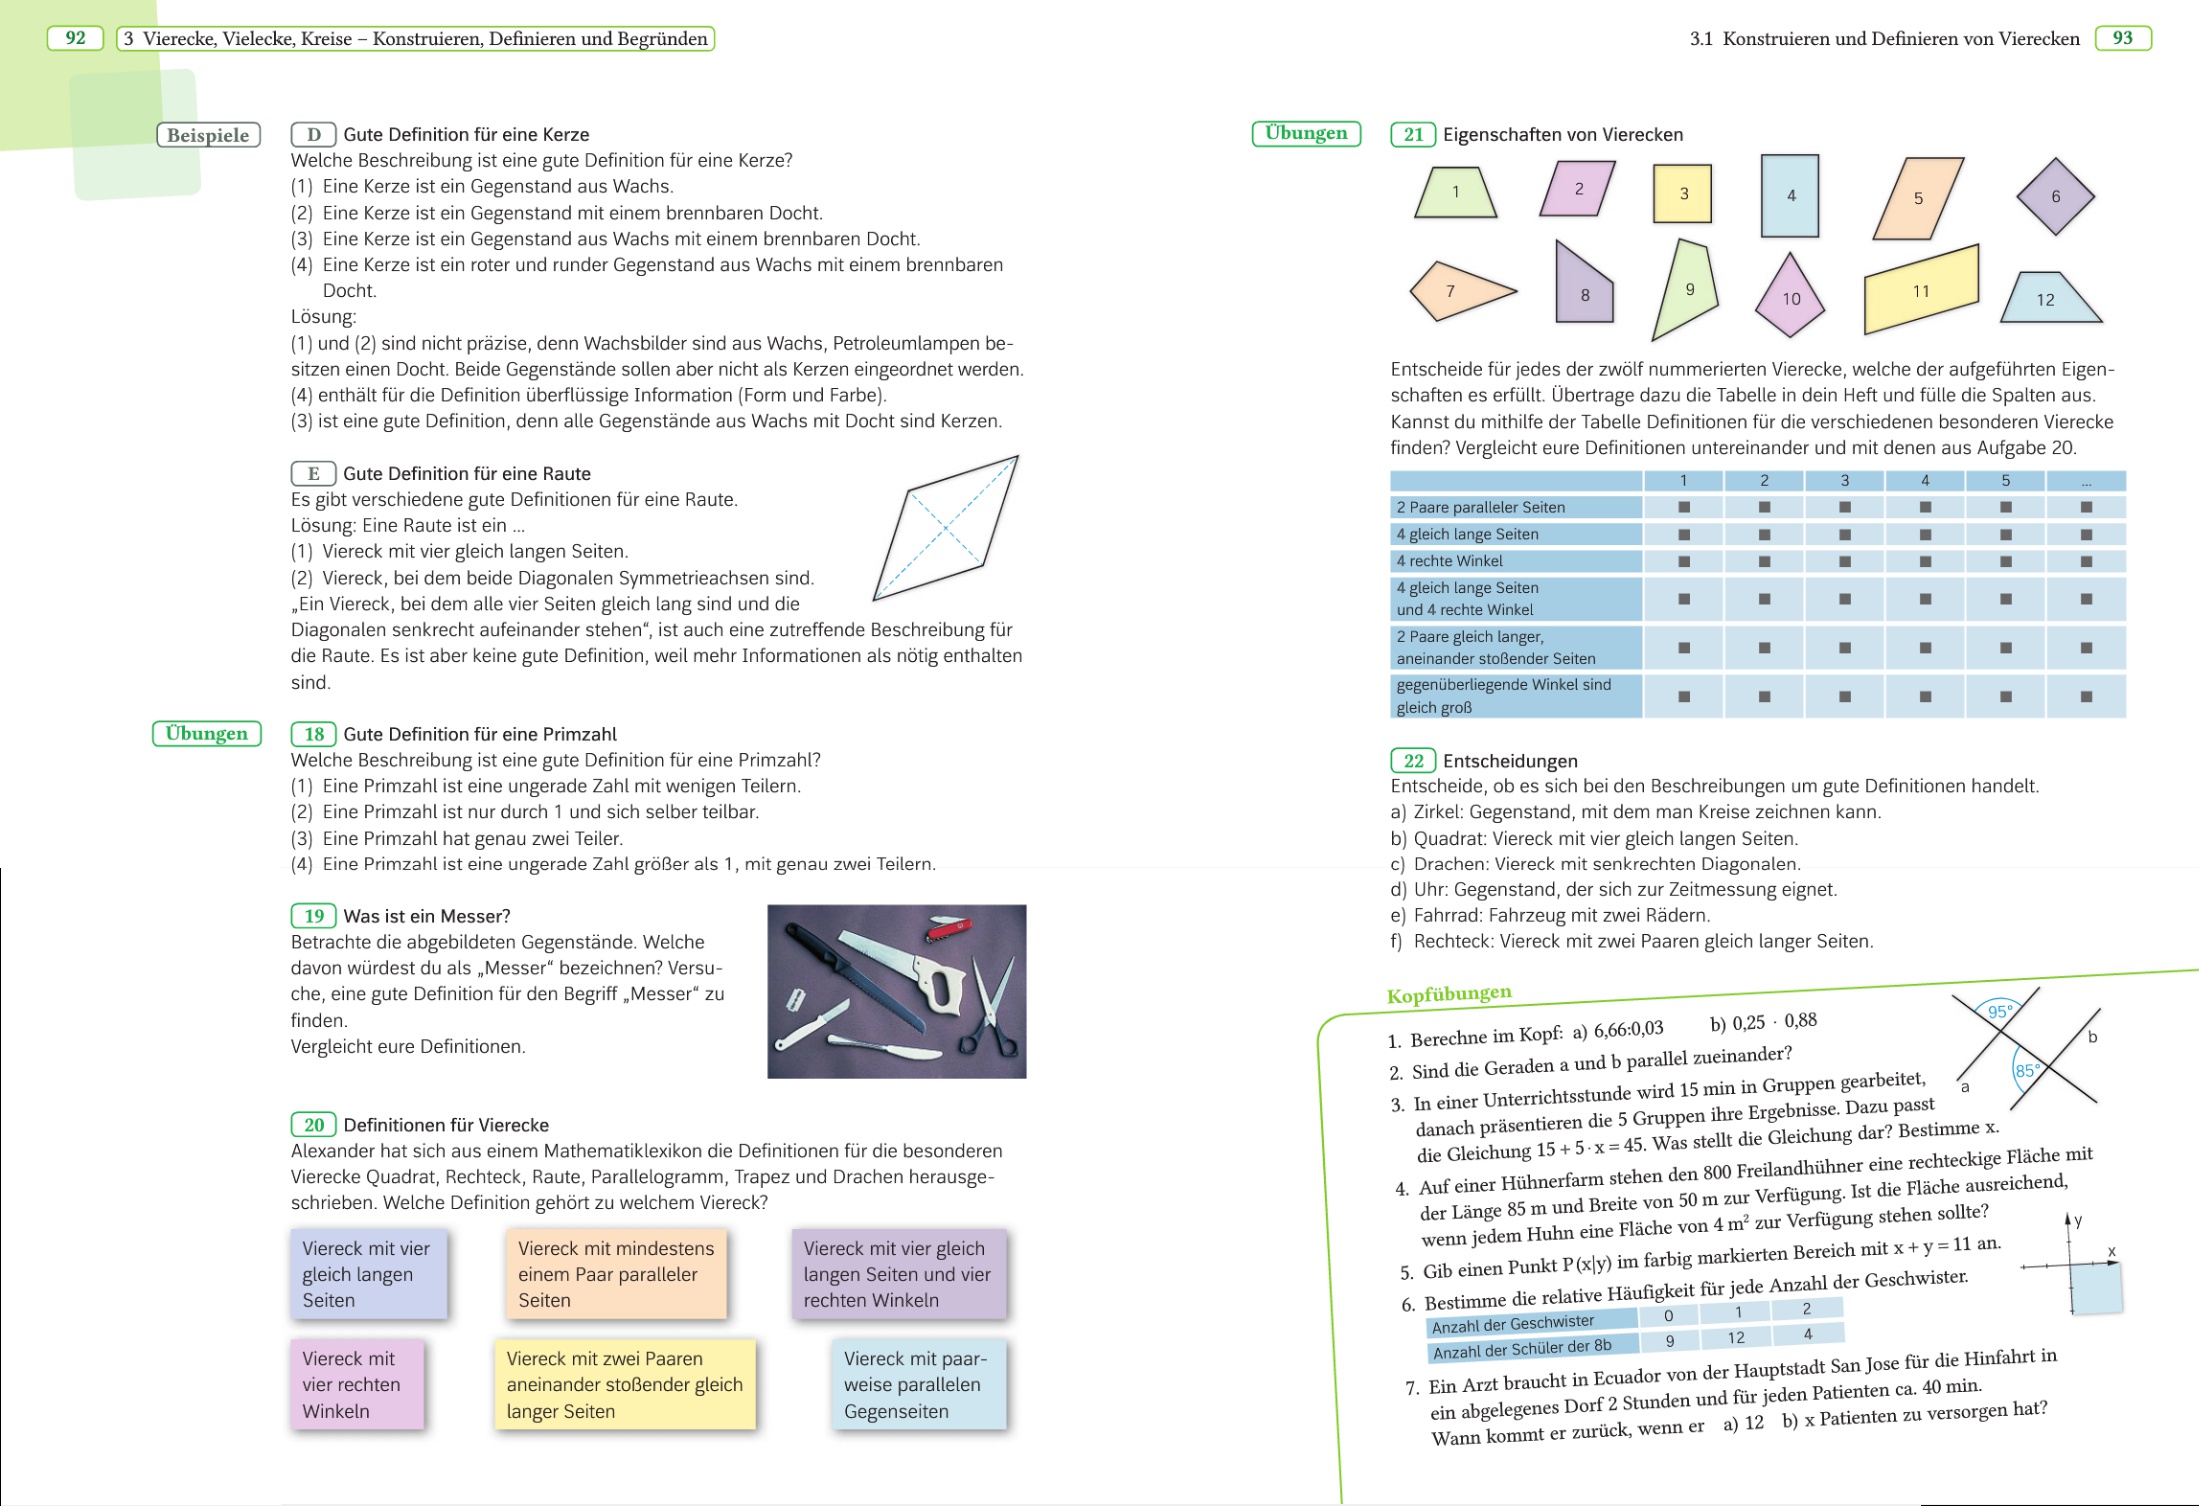 92
3 Vierecke, Vielecke, Kreise – Konstruieren, Definieren und Begründen
Beispiele
D Gute Definition für eine Kerze
Welche Beschreibung ist eine gute Definition für eine Kerze?
(1) Eine Kerze ist ein Gegenstand aus Wachs.
(2) Eine Kerze ist ein Gegenstand mit einem brennbaren Docht.
(3) Eine Kerze ist ein Gegenstand aus Wachs mit einem brennbaren Docht.
(4) Eine Kerze ist ein roter und runder Gegenstand aus Wachs mit einem brennbaren
Docht.
Lösung:
(1) und (2) sind nicht präzise, denn Wachsbilder sind aus Wachs, Petroleumlampen be-
sitzen einen Docht. Beide Gegenstände sollen aber nicht als Kerzen eingeordnet werden.
(4) enthält für die Definition überflüssige Information (Form und Farbe).
(3) ist eine gute Definition, denn alle Gegenstände aus Wachs mit Docht sind Kerzen.
E Gute Definition für eine Raute
Es gibt verschiedene gute Definitionen für eine Raute.
Lösung: Eine Raute ist ein ...
(1) Viereck mit vier gleich langen Seiten.
(2) Viereck, bei dem beide Diagonalen Symmetrieachsen sind.
„Ein Viereck, bei dem alle vier Seiten gleich lang sind und die
Diagonalen senkrecht aufeinander stehen“, ist auch eine zutreffende Beschreibung für
die Raute. Es ist aber keine gute Definition, weil mehr Informationen als nötig enthalten
sind.
Übungen
18 Gute Definition für eine Primzahl
Welche Beschreibung ist eine gute Definition für eine Primzahl?
(1) Eine Primzahl ist eine ungerade Zahl mit wenigen Teilern.
(2) Eine Primzahl ist nur durch 1 und sich selber teilbar.
(3) Eine Primzahl hat genau zwei Teiler.
(4) Eine Primzahl ist eine ungerade Zahl größer als 1, mit genau zwei Teilern.
19 Was ist ein Messer?
Betrachte die abgebildeten Gegenstände. Welche
davon würdest du als „Messer“ bezeichnen? Versu-
che, eine gute Definition für den Begriff „Messer“ zu
finden.
Vergleicht eure Definitionen.
20 Definitionen für Vierecke
Alexander hat sich aus einem Mathematiklexikon die Definitionen für die besonderen
Vierecke Quadrat, Rechteck, Raute, Parallelogramm, Trapez und Drachen herausge-
schrieben. Welche Definition gehört zu welchem Viereck?
Viereck mit vier
gleich langen
Seiten
Viereck mit mindestens
einem Paar paralleler
Seiten
Viereck mit vier gleich
langen Seiten und vier
rechten Winkeln
Viereck mit
vier rechten
Winkeln
Viereck mit zwei Paaren
aneinander stoßender gleich
langer Seiten
Viereck mit paar-
weise parallelen
Gegenseiten
3.1 Konstruieren und Definieren von Vierecken
93
Übungen
21 Eigenschaften von Vierecken
1 2 3 4 5 6
7 8 9 10 11 12
Entscheide für jedes der zwölf nummerierten Vierecke, welche der aufgeführten Eigen-
schaften es erfüllt. Übertrage dazu die Tabelle in dein Heft und fülle die Spalten aus.
Kannst du mithilfe der Tabelle Definitionen für die verschiedenen besonderen Vierecke
finden? Vergleicht eure Definitionen untereinander und mit denen aus Aufgabe 20.
1 2 3 4 5 ...
2 Paare paralleler Seiten ■ ■ ■ ■ ■ ■
4 gleich lange Seiten ■ ■ ■ ■ ■ ■
4 rechte Winkel ■ ■ ■ ■ ■ ■
4 gleich lange Seiten
und 4 rechte Winkel ■ ■ ■ ■ ■ ■
2 Paare gleich langer,
aneinander stoßender Seiten ■ ■ ■ ■ ■ ■
gegenüberliegende Winkel sind
gleich groß ■ ■ ■ ■ ■ ■
22 Entscheidungen
Entscheide, ob es sich bei den Beschreibungen um gute Definitionen handelt.
a) Zirkel: Gegenstand, mit dem man Kreise zeichnen kann.
b) Quadrat: Viereck mit vier gleich langen Seiten.
c) Drachen: Viereck mit senkrechten Diagonalen.
d) Uhr: Gegenstand, der sich zur Zeitmessung eignet.
e) Fahrrad: Fahrzeug mit zwei Rädern.
f) Rechteck: Viereck mit zwei Paaren gleich langer Seiten.
Kopfübungen
1. Berechne im Kopf: a) 6,66:0,03 b) 0,25 · 0,88
2. Sind die Geraden a und b parallel zueinander?
95°
b
85°
a
3. In einer Unterrichtsstunde wird 15 min in Gruppen gearbeitet,
danach präsentieren die 5 Gruppen ihre Ergebnisse. Dazu passt
die Gleichung 15 + 5 · x = 45. Was stellt die Gleichung dar? Bestimme x.
4. Auf einer Hühnerfarm stehen den 800 Freilandhühner eine rechteckige Fläche mit
der Länge 85 m und Breite von 50 m zur Verfügung. Ist die Fläche ausreichend,
wenn jedem Huhn eine Fläche von 4 m² zur Verfügung stehen sollte?
5. Gib einen Punkt P(x|y) im farbig markierten Bereich mit x + y = 11 an.
y
x
6. Bestimme die relative Häufigkeit für jede Anzahl der Geschwister.
Anzahl der Geschwister 0 1 2
Anzahl der Schüler der 8b 9 12 4
7. Ein Arzt braucht in Ecuador von der Hauptstadt San Jose für die Hinfahrt in
ein abgelegenes Dorf 2 Stunden und für jeden Patienten ca. 40 min.
Wann kommt er zurück, wenn er a) 12 b) x Patienten zu versorgen hat?